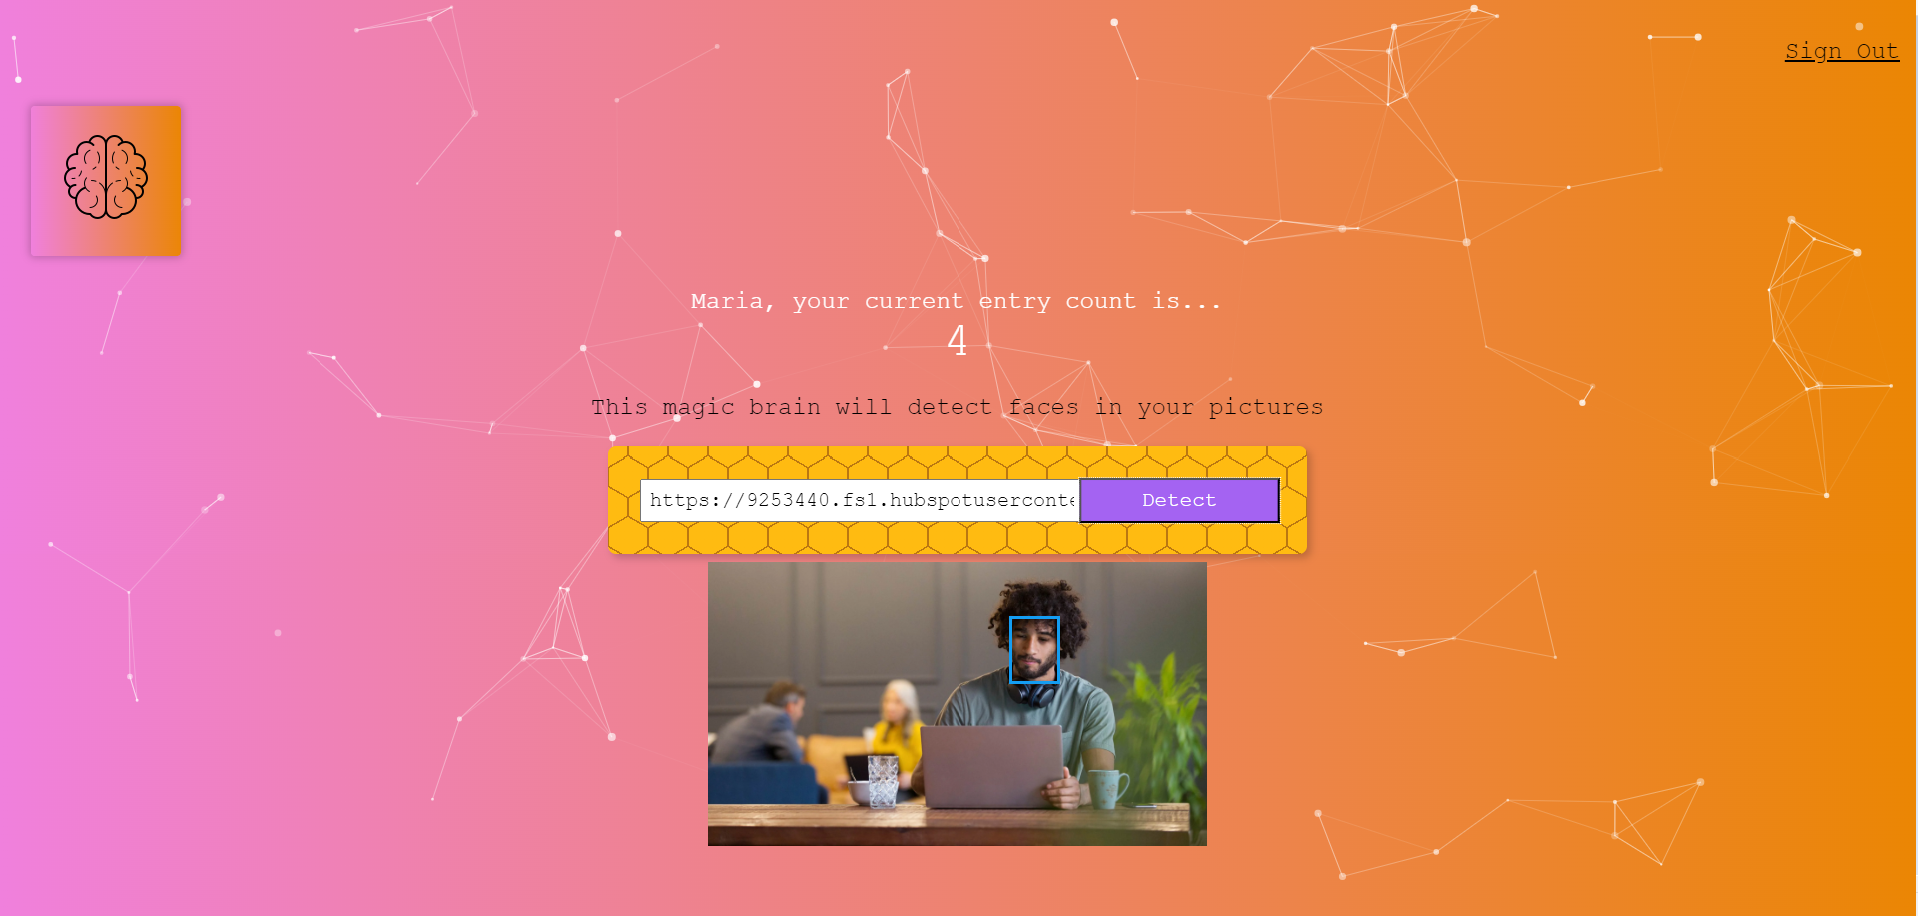 Sign Out
Maria, your current entry count is...
4
This magic brain will detect faces in your pictures
https://9253440.fs1.hubspotuserconte
Detect